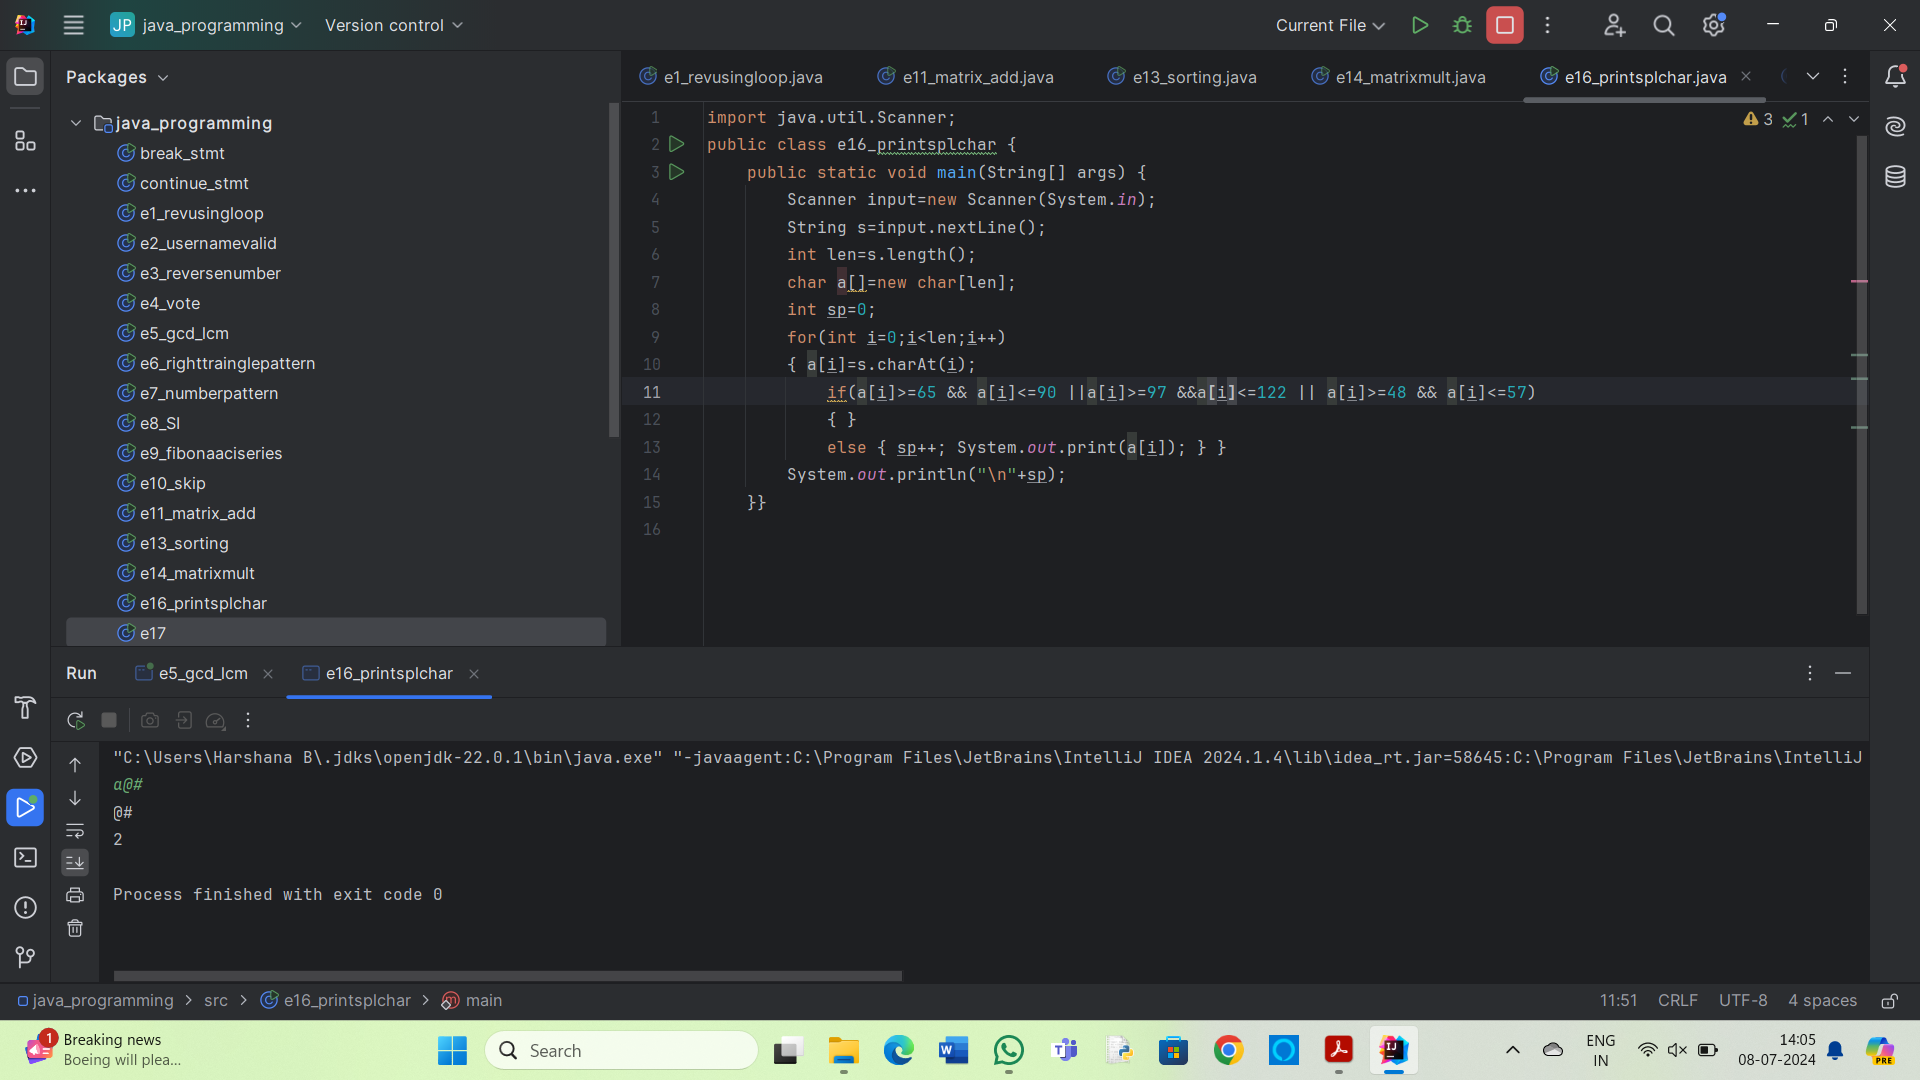 JP java_programming Version control Current File
Packages
java_programming
break_stmt
continue_stmt
e1_revusingloop
e2_usernamevalid
e3_reversenumber
e4_vote
e5_gcd_lcm
e6_righttrainglepattern
e7_numberpattern
e8_SI
e9_fibonaaciseries
e10_skip
e11_matrix_add
e13_sorting
e14_matrixmult
e16_printsplchar
e17
e1_revusingloop.java e11_matrix_add.java e13_sorting.java e14_matrixmult.java e16_printsplchar.java
3 1
1 import java.util.Scanner;
2 public class e16_printsplchar {
3 public static void main(String[] args) {
4 Scanner input=new Scanner(System.in);
5 String s=input.nextLine();
6 int len=s.length();
7 char a[]=new char[len];
8 int sp=0;
9 for(int i=0;i<len;i++)
10 { a[i]=s.charAt(i);
11 if(a[i]>=65 && a[i]<=90 ||a[i]>=97 &&a[i]<=122 || a[i]>=48 && a[i]<=57)
12 { }
13 else { sp++; System.out.print(a[i]); } }
14 System.out.println("\n"+sp);
15 }}
16
Run e5_gcd_lcm e16_printsplchar
"C:\Users\Harshana B\.jdks\openjdk-22.0.1\bin\java.exe" "-javaagent:C:\Program Files\JetBrains\IntelliJ IDEA 2024.1.4\lib\idea_rt.jar=58645:C:\Program Files\JetBrains\IntelliJ
a@#
@#
2
Process finished with exit code 0
java_programming > src > e16_printsplchar > main 11:51 CRLF UTF-8 4 spaces
1 Breaking news
Boeing will plea...
Search
ENG
IN
14:05
08-07-2024
PRE